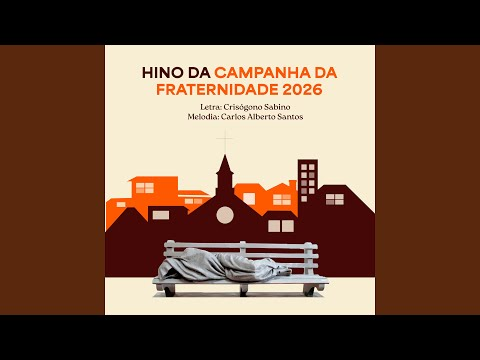 HINO DA CAMPANHA DA
FRATERNIDADE 2026
Letra: Crisógono Sabino
Melodia: Carlos Alberto Santos